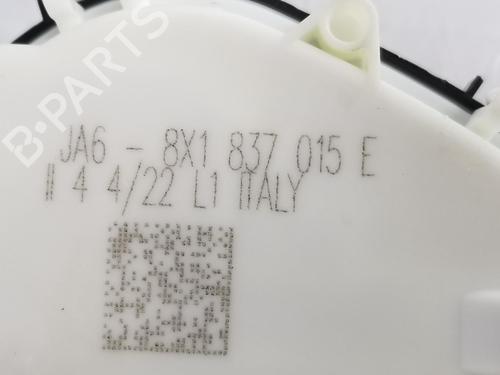 B-PARTS
JA6 - 8X1 837 015 E
II 4 4/22 L1 ITALY